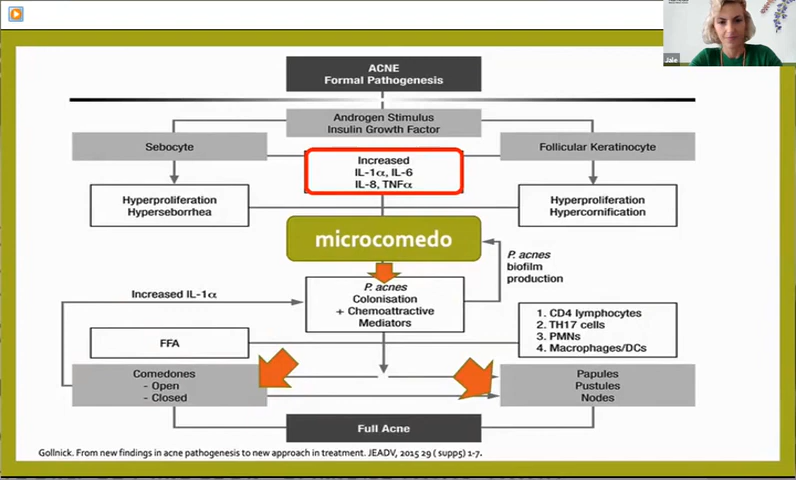 Jale
ACNE
Formal Pathogenesis
Androgen Stimulus
Insulin Growth Factor
Sebocyte
Follicular Keratinocyte
Increased
IL-1α, IL-6
IL-8, TNFα
Hyperproliferation
Hyperseborrhea
Hyperproliferation
Hypercornification
microcomedo
P. acnes
biofilm
production
P. acnes
Colonisation
+ Chemoattractive
Mediators
Increased IL-1α
1. CD4 lymphocytes
2. TH17 cells
3. PMNs
4. Macrophages/DCs
FFA
Comedones
- Open
- Closed
Papules
Pustules
Nodes
Full Acne
Gollnick. From new findings in acne pathogenesis to new approach in treatment. JEADV, 2015 29 (supp5) 1-7.